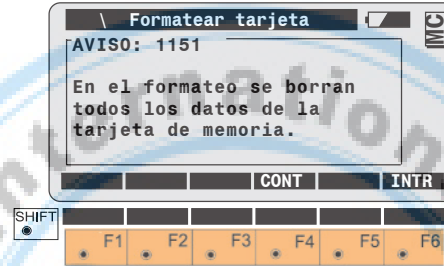 \ Formatear tarjeta
MC
AVISO: 1151
En el formateo se borran
todos los datos de la
tarjeta de memoria.
CONT INTR
SHIFT
F1 F2 F3 F4 F5 F6